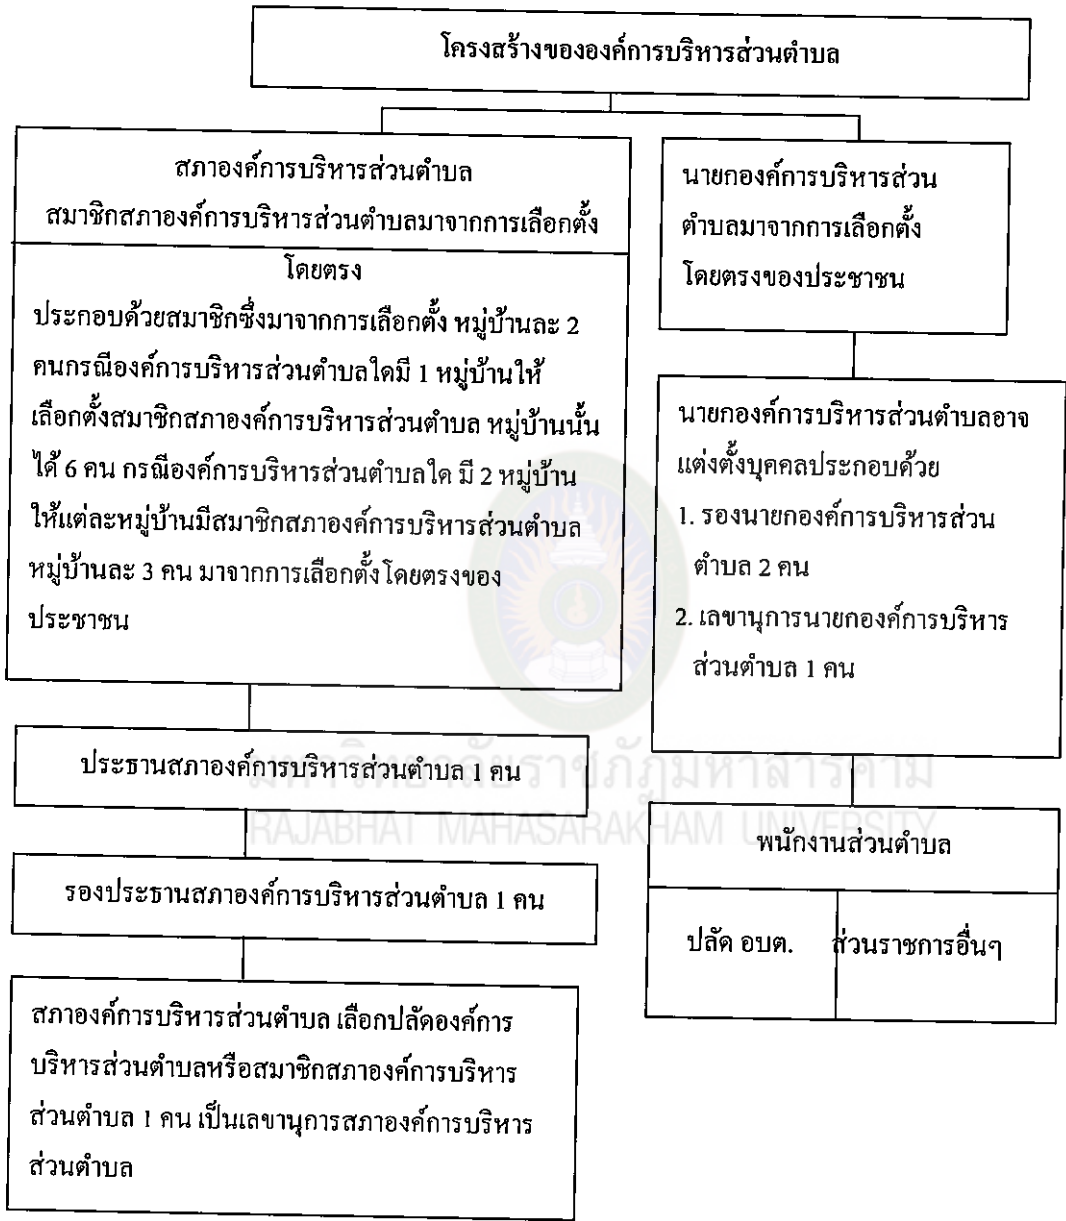 โครงสร้างขององค์การบริหารส่วนตำบล
สภาองค์การบริหารส่วนตำบล
สมาชิกสภาองค์การบริหารส่วนตำบลมาจากการเลือกตั้ง
โดยตรง
ประกอบด้วยสมาชิกซึ่งมาจากการเลือกตั้ง หมู่บ้านละ 2
คนกรณีองค์การบริหารส่วนตำบลใดมี 1 หมู่บ้านให้
เลือกตั้งสมาชิกสภาองค์การบริหารส่วนตำบล หมู่บ้านนั้น
ได้ 6 คน กรณีองค์การบริหารส่วนตำบลใด มี 2 หมู่บ้าน
ให้แต่ละหมู่บ้านมีสมาชิกสภาองค์การบริหารส่วนตำบล
หมู่บ้านละ 3 คน มาจากการเลือกตั้งโดยตรงของ
ประชาชน
ประธานสภาองค์การบริหารส่วนตำบล 1 คน
รองประธานสภาองค์การบริหารส่วนตำบล 1 คน
สภาองค์การบริหารส่วนตำบล เลือกปลัดองค์การ
บริหารส่วนตำบลหรือสมาชิกสภาองค์การบริหาร
ส่วนตำบล 1 คน เป็นเลขานุการสภาองค์การบริหาร
ส่วนตำบล
นายกองค์การบริหารส่วน
ตำบลมาจากการเลือกตั้ง
โดยตรงของประชาชน
นายกองค์การบริหารส่วนตำบลอาจ
แต่งตั้งบุคคลประกอบด้วย
1. รองนายกองค์การบริหารส่วน
ตำบล 2 คน
2. เลขานุการนายกองค์การบริหาร
ส่วนตำบล 1 คน
พนักงานส่วนตำบล
ปลัด อบต. ส่วนราชการอื่นๆ
มหาวิทยาลัยราชภัฏมหาสารคาม
RAJABHAT MAHASARAKHAM UNIVERSITY